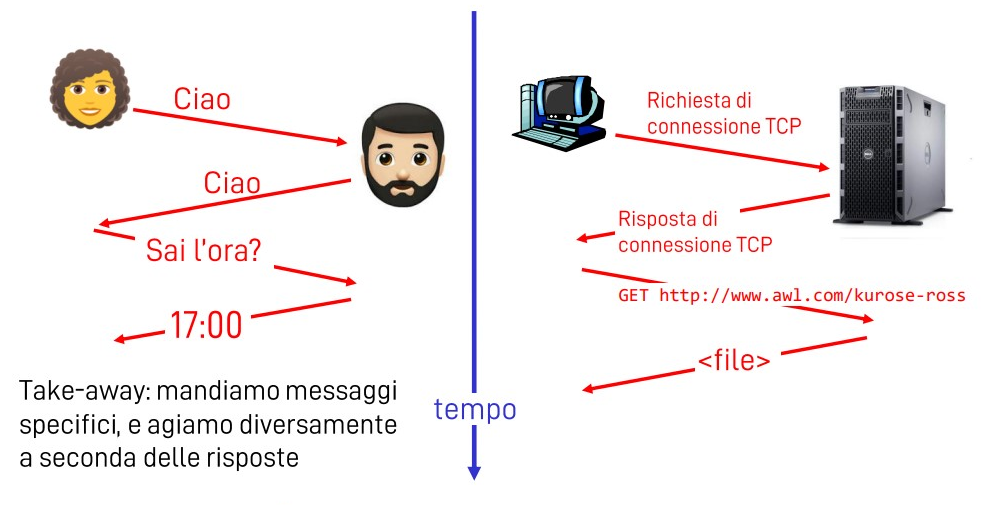 Ciao
Ciao
Sai l'ora?
17:00
Take-away: mandiamo messaggi
specifici, e agiamo diversamente
a seconda delle risposte
tempo
Richiesta di
connessione TCP
Risposta di
connessione TCP
GET http://www.awl.com/kurose-ross
<file>